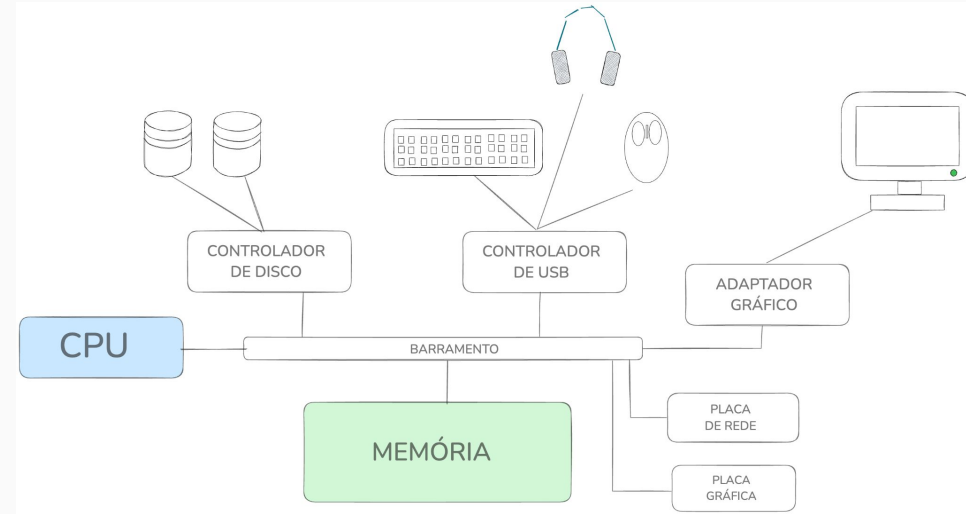 CONTROLADOR
DE DISCO
CONTROLADOR
DE USB
ADAPTADOR
GRÁFICO
CPU
BARRAMENTO
MEMÓRIA
PLACA
DE REDE
PLACA
GRÁFICA